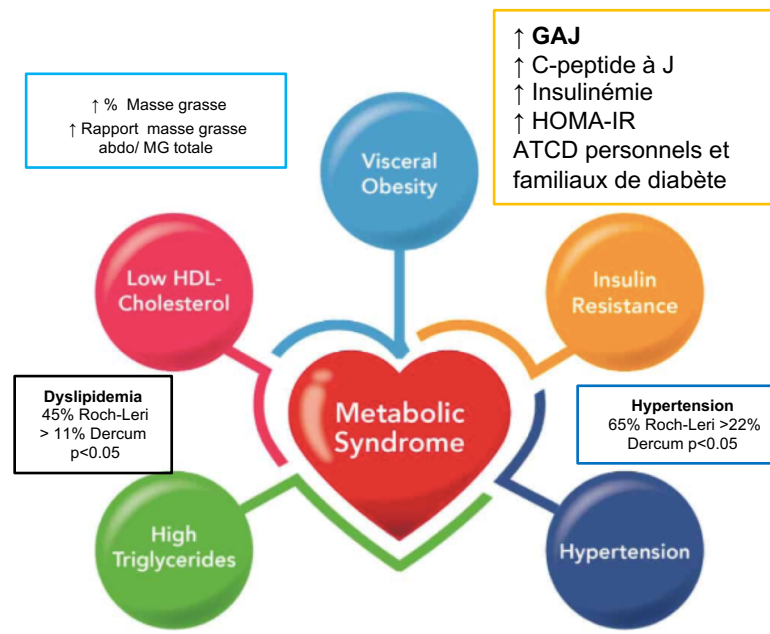 ↑ % Masse grasse
↑ Rapport masse grasse
abdo/ MG totale
Visceral
Obesity
↑ GAJ
↑ C-peptide à J
↑ Insulinémie
↑ HOMA-IR
ATCD personnels et
familiaux de diabète
Low HDL-
Cholesterol
Insulin
Resistance
Dyslipidemia
45% Roch-Leri
> 11% Dercum
p<0.05
Metabolic
Syndrome
Hypertension
65% Roch-Leri >22%
Dercum p<0.05
High
Triglycerides
Hypertension